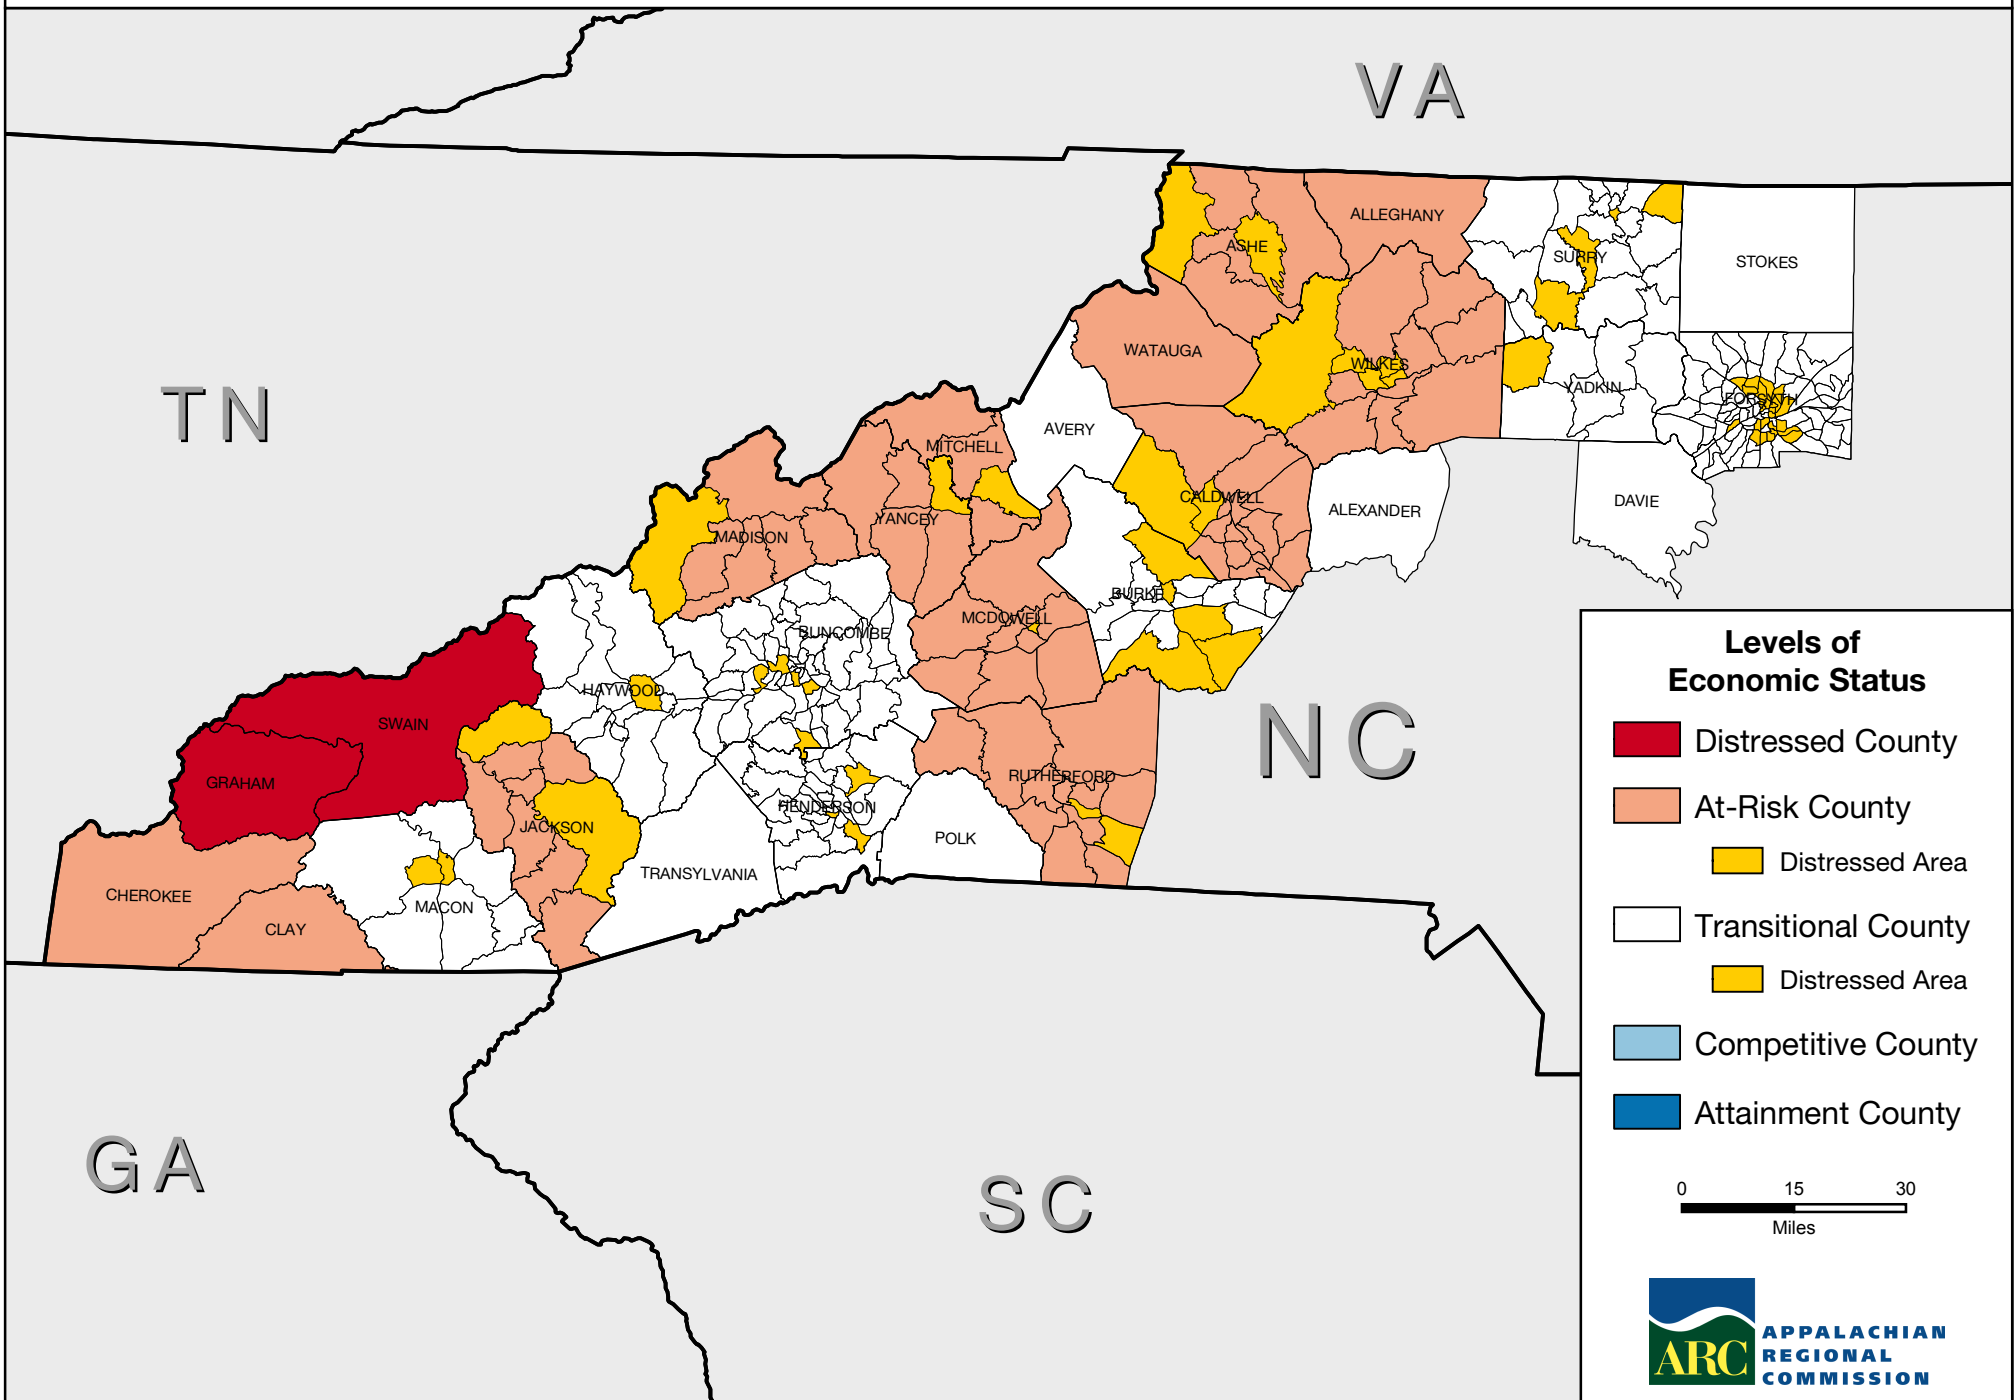 VA
TN
NC
GA
SC
ALLEGHANY
ASHE
SURRY
STOKES
WATAUGA
WILKES
YADKIN
FORSYTH
AVERY
MITCHELL
CALDWELL
ALEXANDER
DAVIE
YANCEY
MADISON
BURKE
MCDOWELL
BUNCOMBE
HAYWOOD
SWAIN
GRAHAM
RUTHERFORD
HENDERSON
JACKSON
POLK
TRANSYLVANIA
CHEROKEE
MACON
CLAY
Levels of
Economic Status
Distressed County
At-Risk County
Distressed Area
Transitional County
Distressed Area
Competitive County
Attainment County
0 15 30
Miles
ARC
APPALACHIAN
REGIONAL
COMMISSION